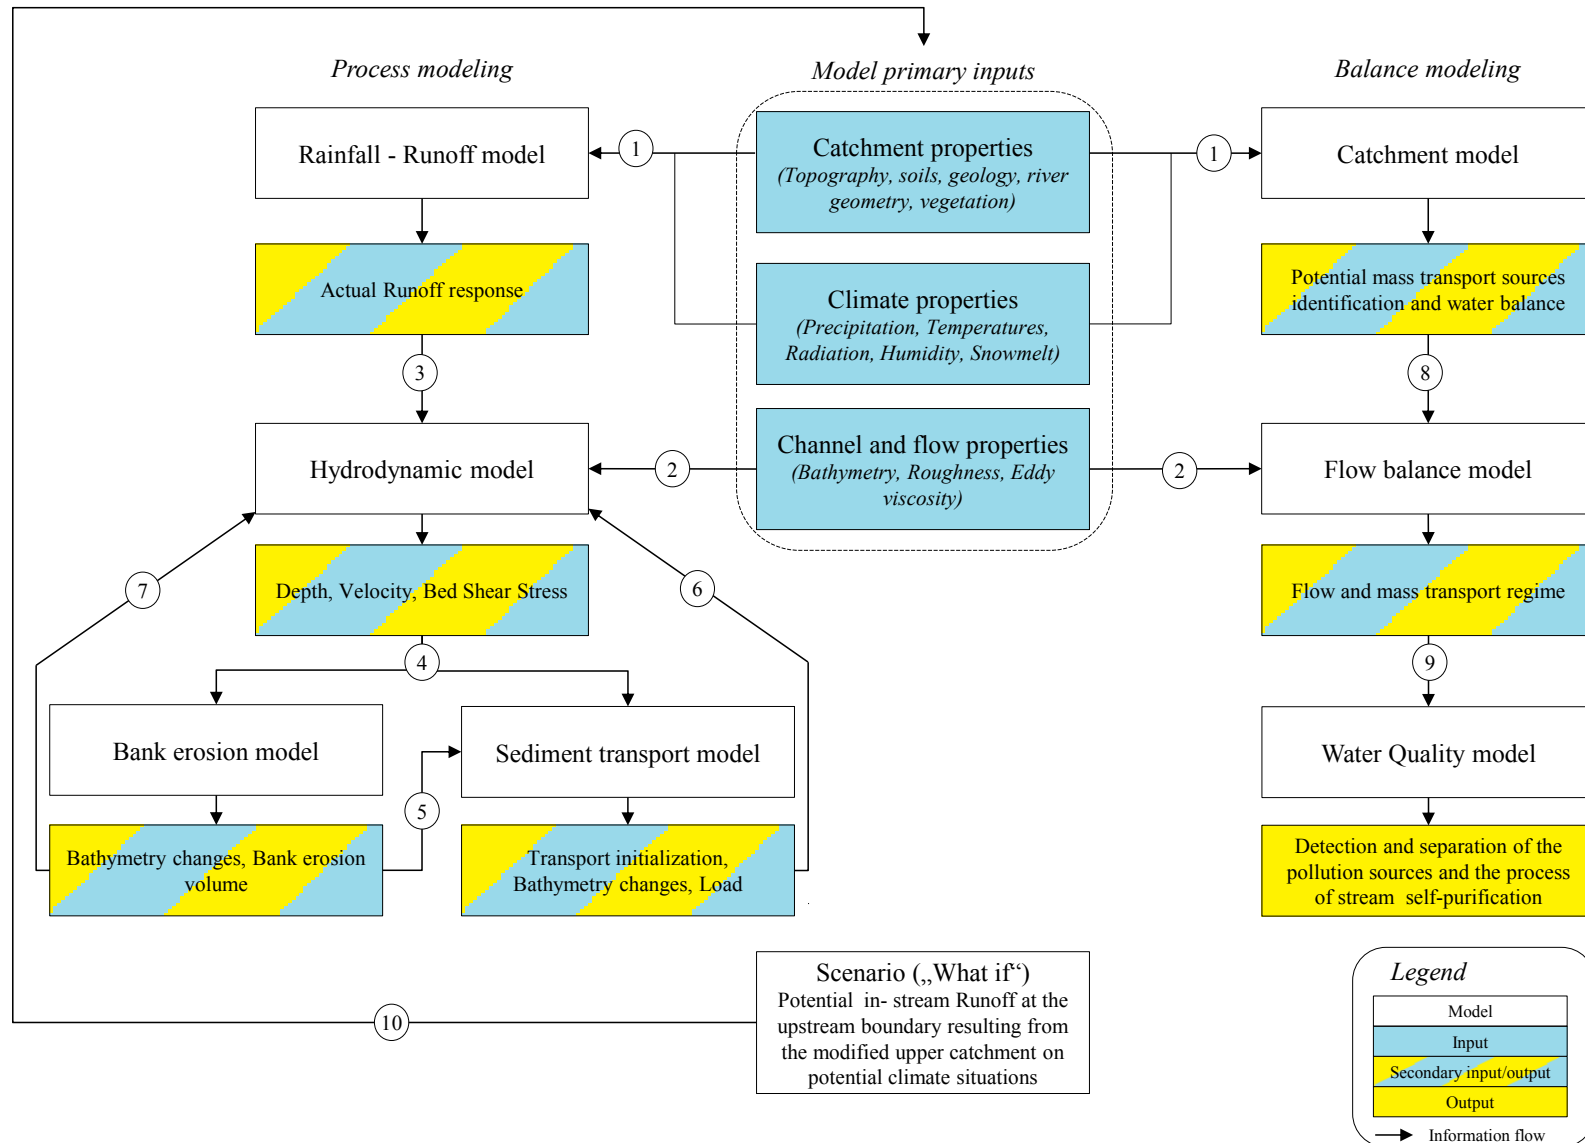 Process modeling
Model primary inputs
Balance modeling
Rainfall - Runoff model
1
Catchment properties
(Topography, soils, geology, river
geometry, vegetation)
1
Catchment model
Actual Runoff response
Climate properties
(Precipitation, Temperatures,
Radiation, Humidity, Snowmelt)
Potential mass transport sources
identification and water balance
3
8
Hydrodynamic model
2
Channel and flow properties
(Bathymetry, Roughness, Eddy
viscosity)
2
Flow balance model
7
Depth, Velocity, Bed Shear Stress
6
Flow and mass transport regime
4
9
Bank erosion model
Sediment transport model
Water Quality model
5
Bathymetry changes, Bank erosion
volume
Transport initialization,
Bathymetry changes, Load
Detection and separation of the
pollution sources and the process
of stream self-purification
Scenario („What if“)
Potential in- stream Runoff at the
upstream boundary resulting from
the modified upper catchment on
potential climate situations
10
Legend
Model
Input
Secondary input/output
Output
Information flow